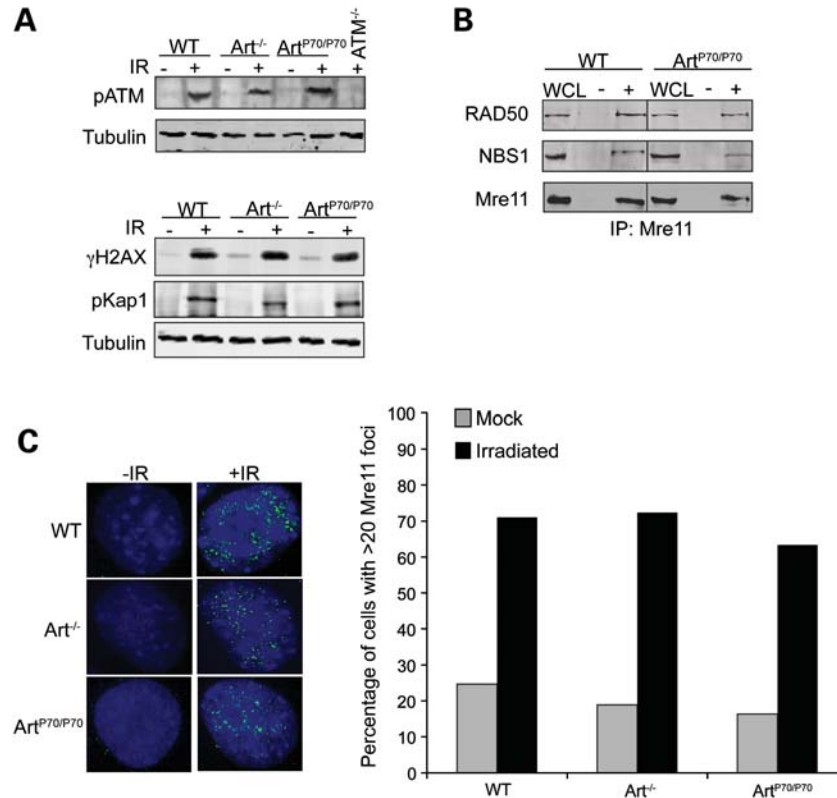 A
WT Art-/- ArtP70/P70 ATM-/-
IR - + - + - + +
pATM
Tubulin
WT Art-/- ArtP70/P70
IR - + - + - +
γH2AX
pKap1
Tubulin
B
WT ArtP70/P70
WCL - + WCL - +
RAD50
NBS1
Mre11
IP: Mre11
C
-IR +IR
WT
Art-/-
ArtP70/P70
Percentage of cells with >20 Mre11 foci
100
90
80
70
60
50
40
30
20
10
0
Mock
Irradiated
WT Art-/- ArtP70/P70